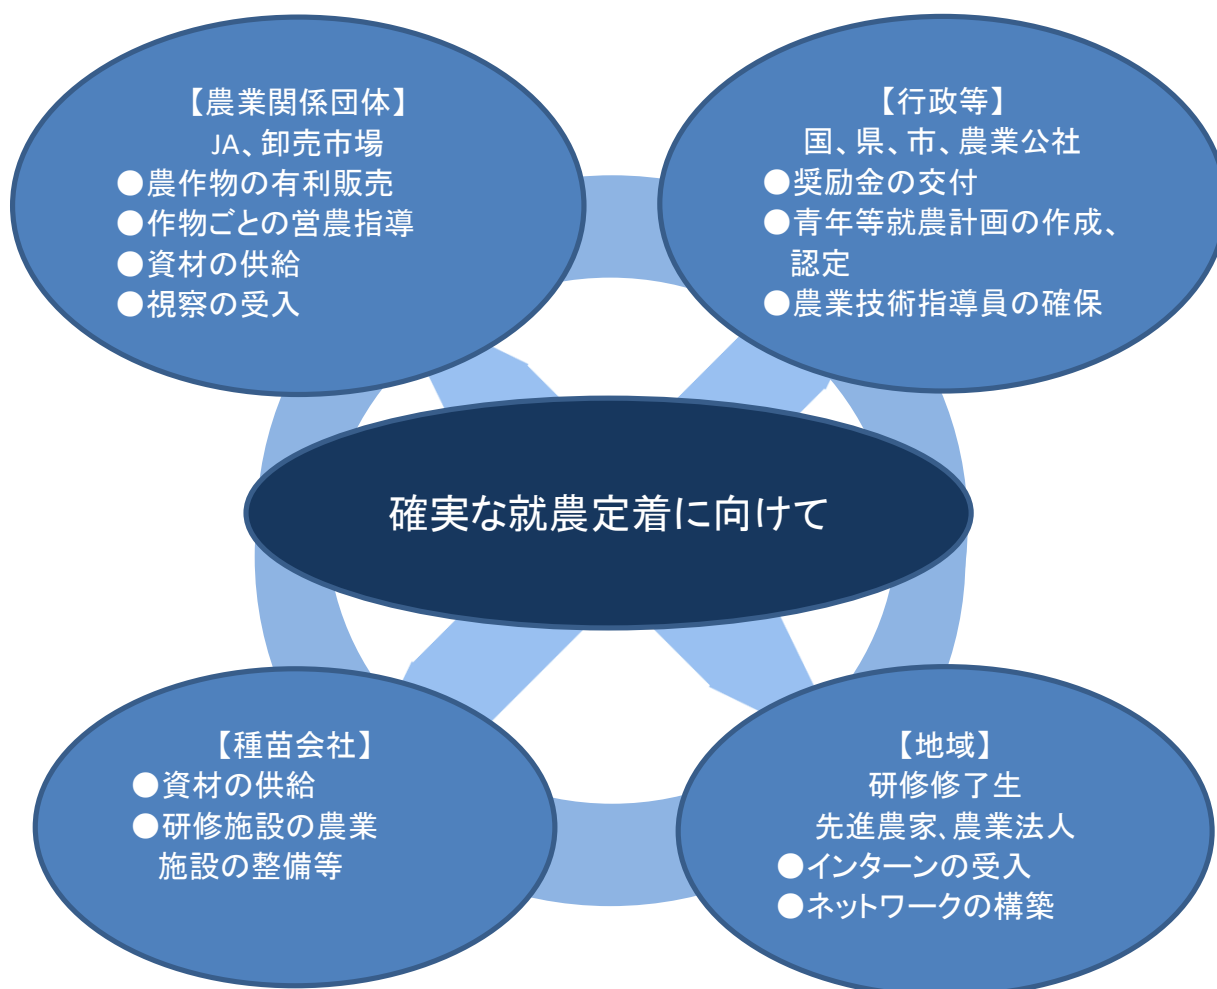 【農業関係団体】
JA、卸売市場
●農作物の有利販売
●作物ごとの営農指導
●資材の供給
●視察の受入
【行政等】
国、県、市、農業公社
●奨励金の交付
●青年等就農計画の作成、
認定
●農業技術指導員の確保
確実な就農定着に向けて
【種苗会社】
●資材の供給
●研修施設の農業
施設の整備等
【地域】
研修修了生
先進農家、農業法人
●インターンの受入
●ネットワークの構築